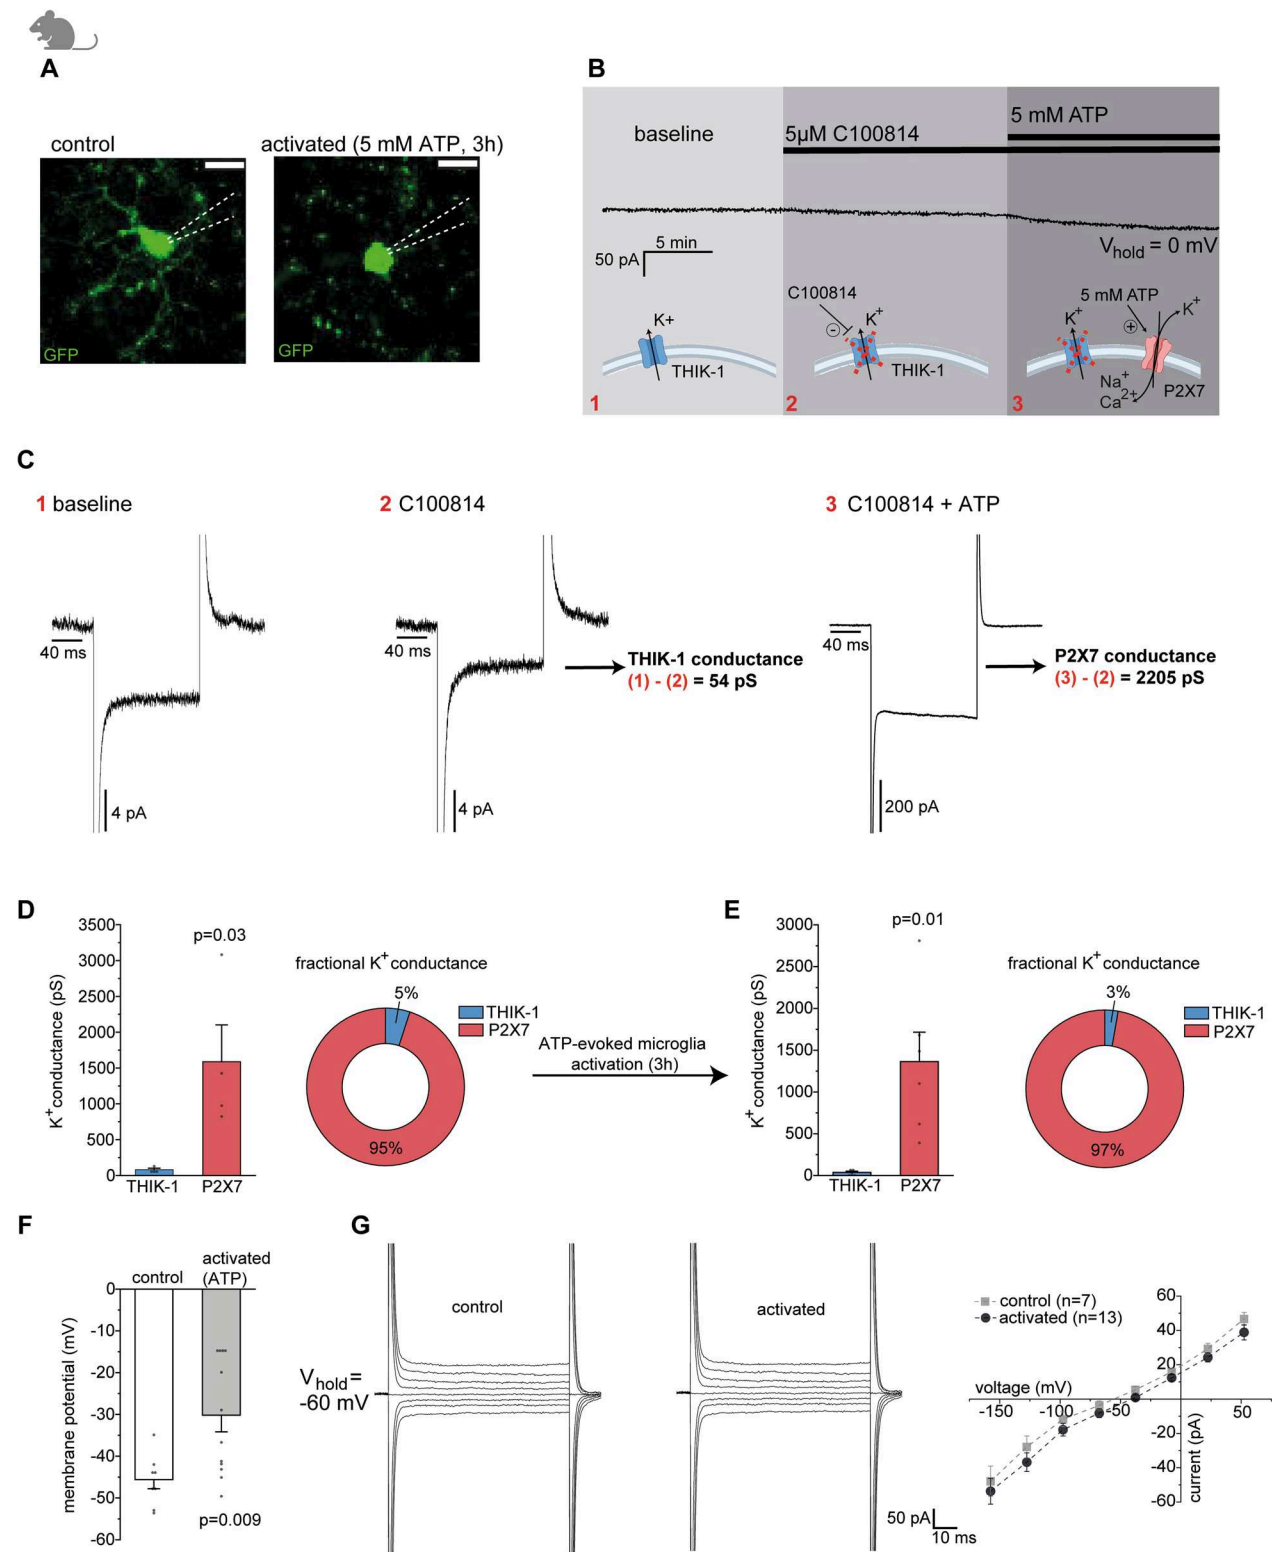 A
control
activated (5 mM ATP, 3h)
GFP
GFP
B
baseline
5µM C100814
5 mM ATP
5 min
50 pA
V_hold = 0 mV
C100814
5 mM ATP
K+
K+
K+
K+
THIK-1
THIK-1
Na+
Ca2+
P2X7
1
2
3
C
1 baseline
2 C100814
3 C100814 + ATP
40 ms
40 ms
40 ms
THIK-1 conductance
(1) - (2) = 54 pS
P2X7 conductance
(3) - (2) = 2205 pS
4 pA
4 pA
200 pA
D
K+ conductance (pS)
3500
3000
2500
2000
1500
1000
500
0
p=0.03
THIK-1
P2X7
fractional K+ conductance
5%
95%
THIK-1
P2X7
ATP-evoked microglia
activation (3h)
E
K+ conductance (pS)
3000
2500
2000
1500
1000
500
0
p=0.01
THIK-1
P2X7
fractional K+ conductance
3%
97%
THIK-1
P2X7
F
membrane potential (mV)
control
activated
(ATP)
0
-10
-20
-30
-40
-50
-60
p=0.009
G
control
activated
V_hold =
-60 mV
50 pA
10 ms
control (n=7)
activated (n=13)
voltage (mV)
-150
-100
-50
0
50
60
40
20
-20
-40
-60
current (pA)